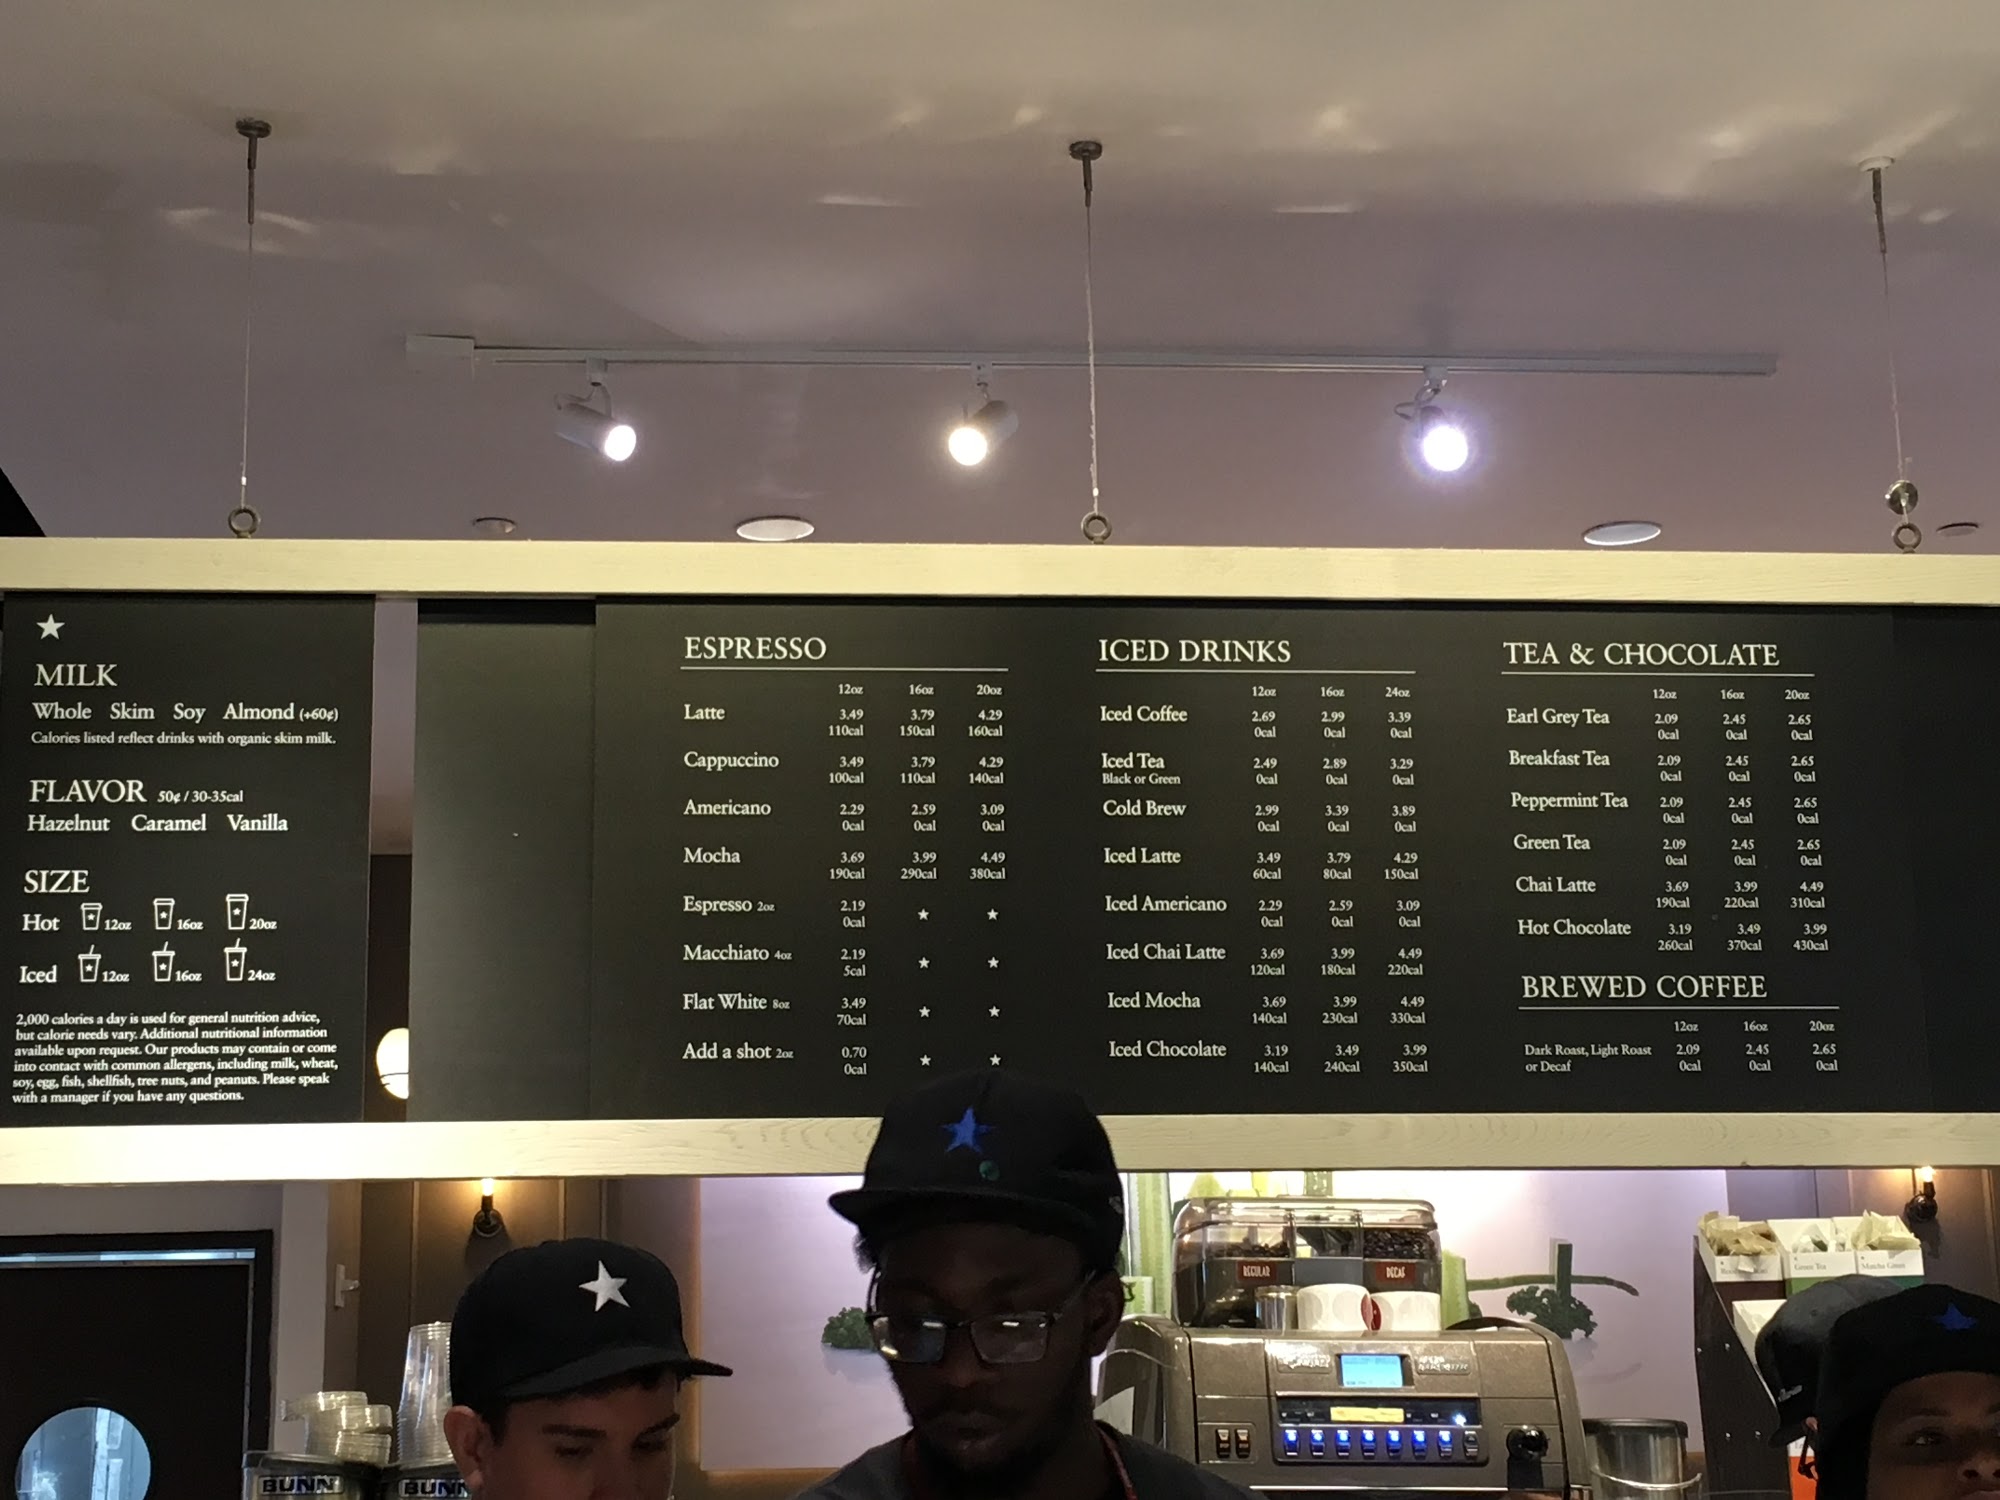 MILK
Whole Skim Soy Almond (+60¢)
Calories listed reflect drinks with organic skim milk.
FLAVOR 50¢ / 30-35cal
Hazelnut Caramel Vanilla
SIZE
Hot 12oz 16oz 20oz
Iced 12oz 16oz 24oz
2,000 calories a day is used for general nutrition advice,
but calorie needs vary. Additional nutritional information
available upon request. Our products may contain or come
into contact with common allergens, including milk, wheat,
soy, egg, fish, shellfish, tree nuts, and peanuts. Please speak
with a manager if you have any questions.
ESPRESSO
12oz 16oz 20oz
Latte 3.49 3.79 4.29
110cal 150cal 160cal
Cappuccino 3.49 3.79 4.29
100cal 110cal 140cal
Americano 2.29 2.59 3.09
0cal 0cal 0cal
Mocha 3.69 3.99 4.49
190cal 290cal 380cal
Espresso 2oz 2.19
0cal
Macchiato 4oz 2.19
5cal
Flat White 8oz 3.49
70cal
Add a shot 2oz 0.70
0cal
ICED DRINKS
12oz 16oz 24oz
Iced Coffee 2.69 2.99 3.39
0cal 0cal 0cal
Iced Tea 2.49 2.89 3.29
Black or Green 0cal 0cal 0cal
Cold Brew 2.99 3.39 3.89
0cal 0cal 0cal
Iced Latte 3.49 3.79 4.29
60cal 80cal 150cal
Iced Americano 2.29 2.59 3.09
0cal 0cal 0cal
Iced Chai Latte 3.69 3.99 4.49
120cal 180cal 220cal
Iced Mocha 3.69 3.99 4.49
140cal 230cal 330cal
Iced Chocolate 3.19 3.49 3.99
140cal 240cal 350cal
TEA & CHOCOLATE
12oz 16oz 20oz
Earl Grey Tea 2.09 2.45 2.65
0cal 0cal 0cal
Breakfast Tea 2.09 2.45 2.65
0cal 0cal 0cal
Peppermint Tea 2.09 2.45 2.65
0cal 0cal 0cal
Green Tea 2.09 2.45 2.65
0cal 0cal 0cal
Chai Latte 3.69 3.99 4.49
190cal 220cal 310cal
Hot Chocolate 3.19 3.49 3.99
260cal 370cal 430cal
BREWED COFFEE
12oz 16oz 20oz
Dark Roast, Light Roast 2.09 2.45 2.65
or Decaf 0cal 0cal 0cal
REGULAR DECAF
Green Tea
Matcha Green
BUNN BUNN